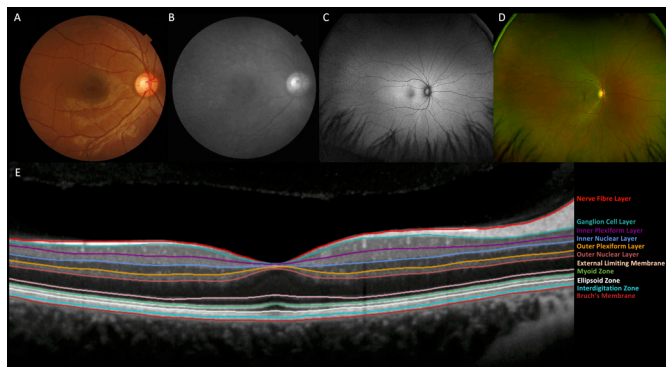 A
B
C
D
E
Nerve Fibre Layer
Ganglion Cell Layer
Inner Plexiform Layer
Inner Nuclear Layer
Outer Plexiform Layer
Outer Nuclear Layer
External Limiting Membrane
Myoid Zone
Ellipsoid Zone
Interdigitation Zone
Bruch's Membrane